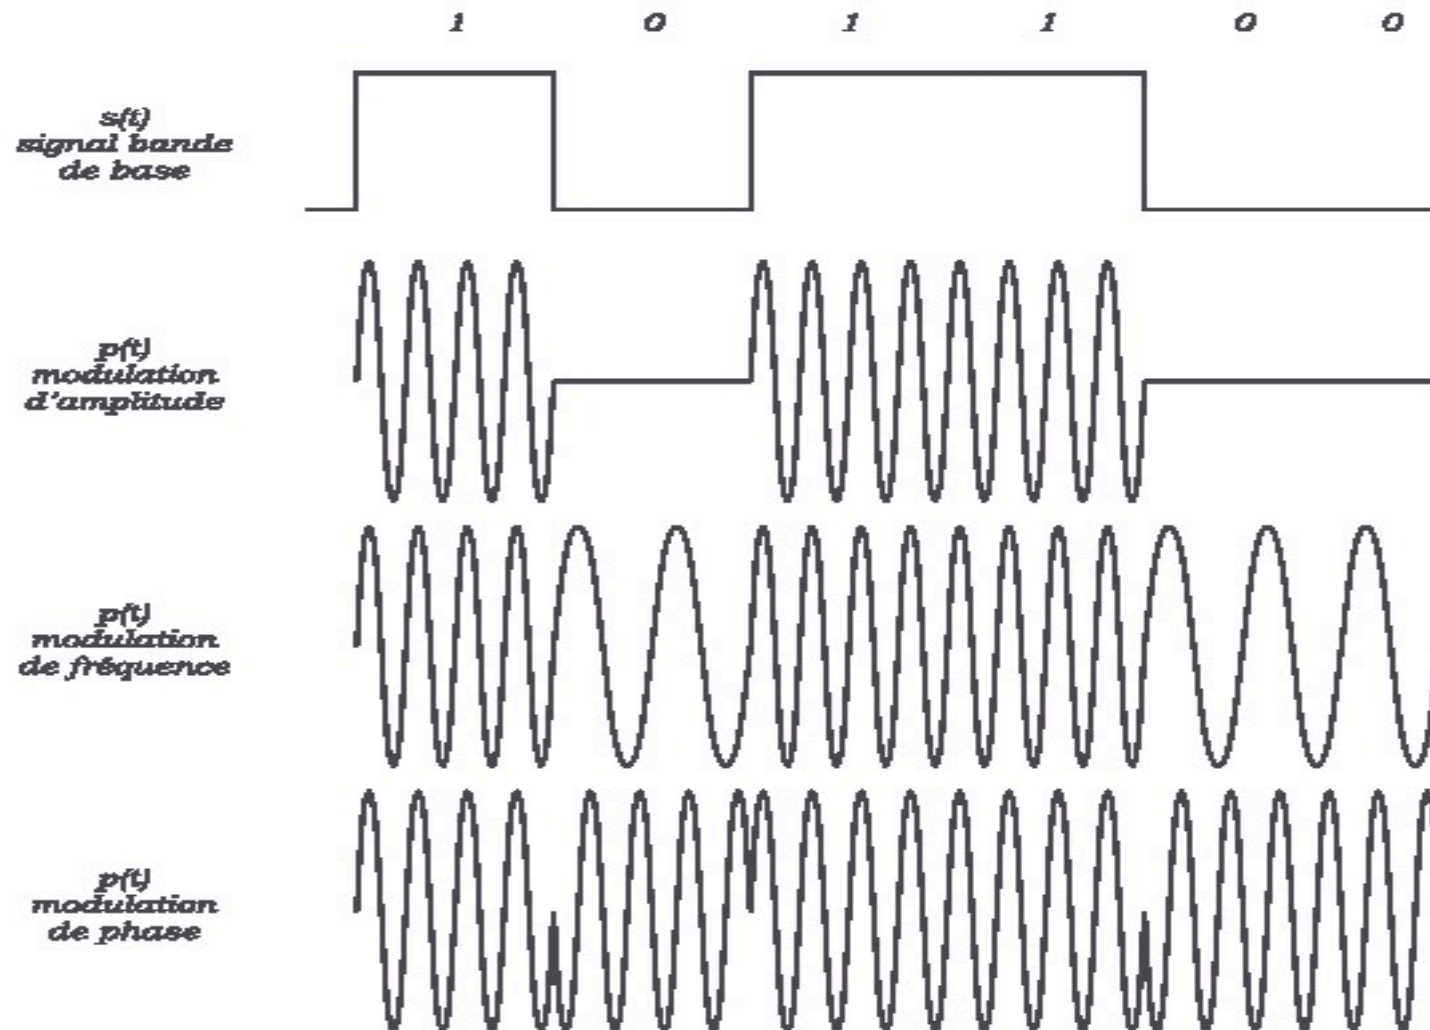 1 0 1 1 0 0
s(t)
signal bande
de base
p(t)
modulation
d'amplitude
p(t)
modulation
de fréquence
p(t)
modulation
de phase